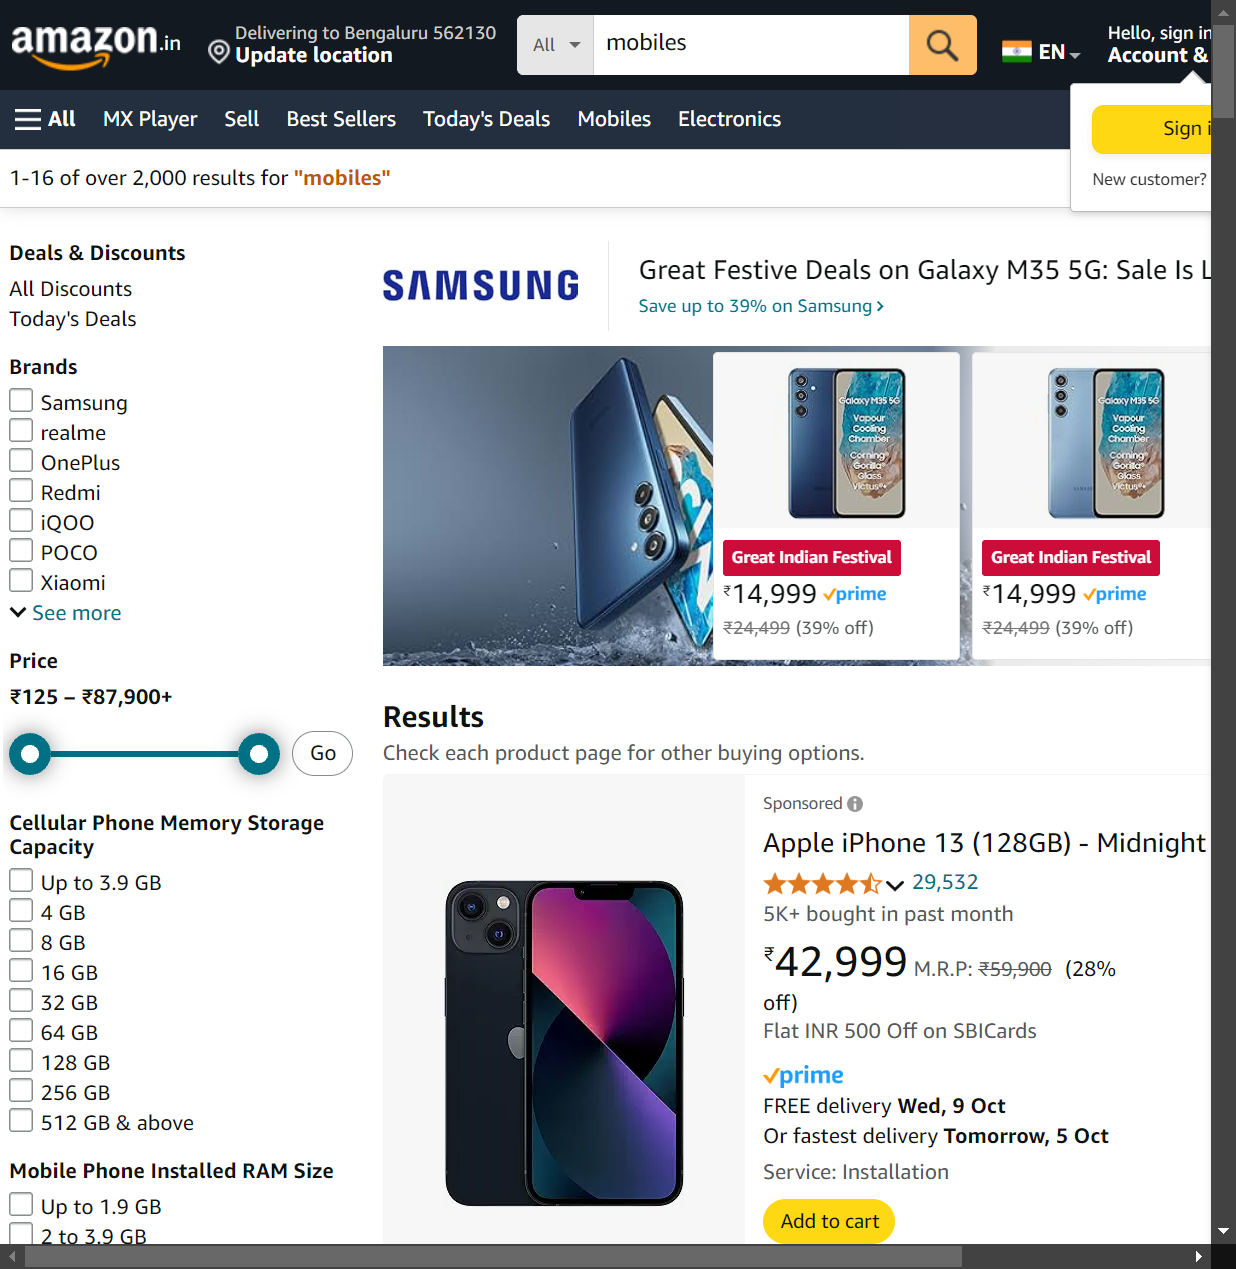 amazon.in
Delivering to Bengaluru 562130
Update location
All
mobiles
EN
Hello, sign in
Account &
All
MX Player
Sell
Best Sellers
Today's Deals
Mobiles
Electronics
Sign i
New customer?
1-16 of over 2,000 results for "mobiles"
Deals & Discounts
All Discounts
Today's Deals
Brands
Samsung
realme
OnePlus
Redmi
iQOO
POCO
Xiaomi
See more
Price
₹125 – ₹87,900+
Go
Cellular Phone Memory Storage
Capacity
Up to 3.9 GB
4 GB
8 GB
16 GB
32 GB
64 GB
128 GB
256 GB
512 GB & above
Mobile Phone Installed RAM Size
Up to 1.9 GB
2 to 3.9 GB
SAMSUNG
Great Festive Deals on Galaxy M35 5G: Sale Is L
Save up to 39% on Samsung
Galaxy M35 5G
Vapour
Cooling
Chamber
Corning®
Gorilla®
Glass
Victus®+
Great Indian Festival
₹14,999 prime
₹24,499 (39% off)
Galaxy M35 5G
Vapour
Cooling
Chamber
Corning®
Gorilla®
Glass
Victus®+
Great Indian Festival
₹14,999 prime
₹24,499 (39% off)
Results
Check each product page for other buying options.
Sponsored
Apple iPhone 13 (128GB) - Midnight
29,532
5K+ bought in past month
₹42,999 M.R.P: ₹59,900 (28%
off)
Flat INR 500 Off on SBICards
prime
FREE delivery Wed, 9 Oct
Or fastest delivery Tomorrow, 5 Oct
Service: Installation
Add to cart